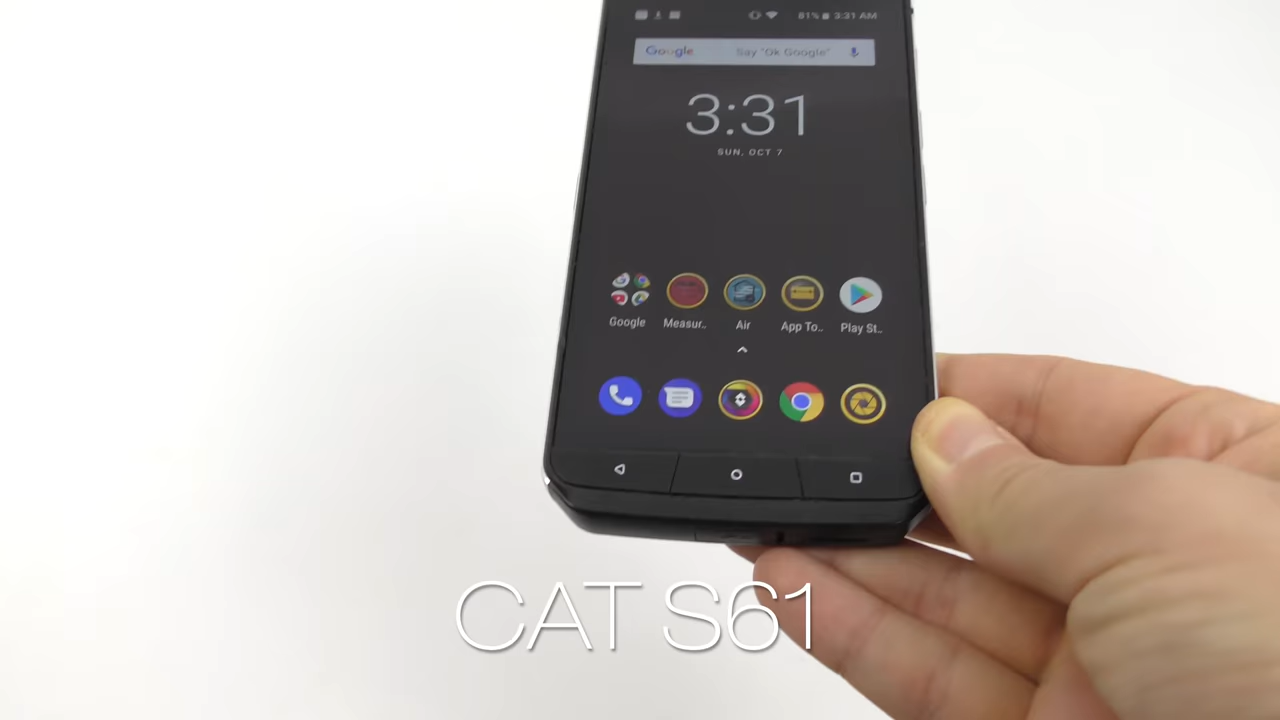 81% 3:31 AM
Google Say "Ok Google"
3:31
SUN, OCT 7
Google Measur.. Air App To.. Play St..
CAT S61